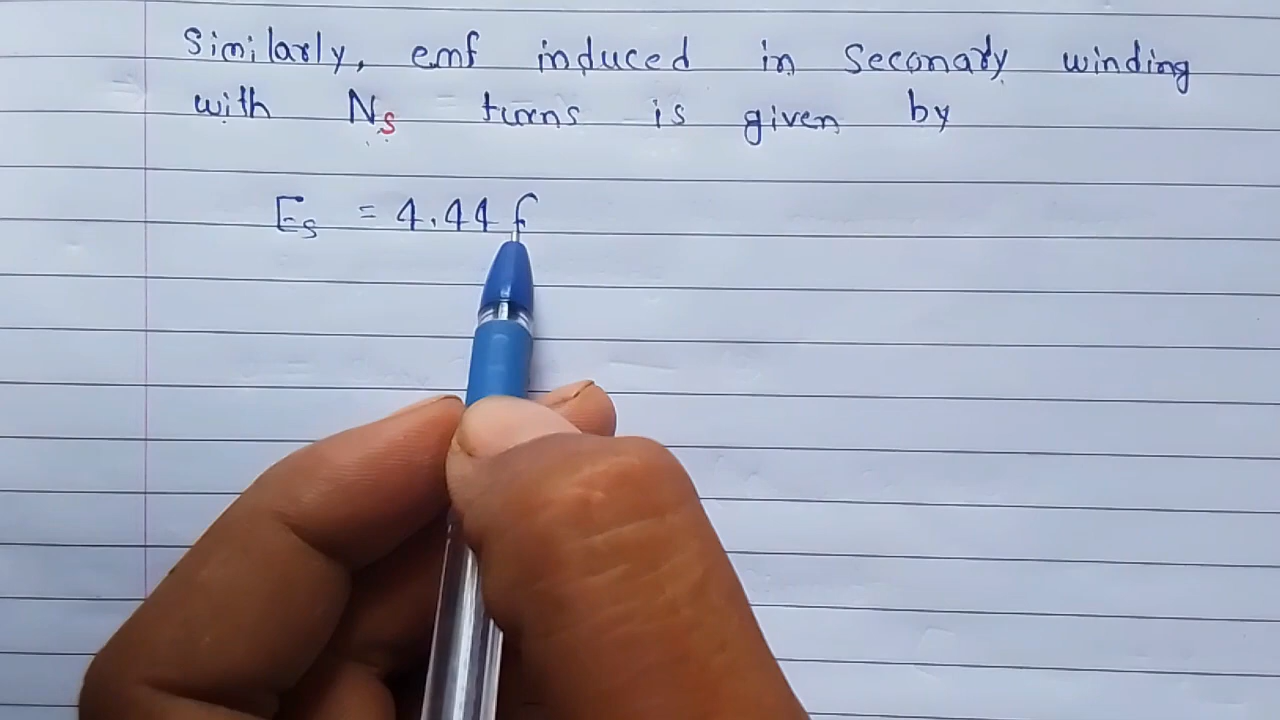 Similarly, emf induced in Seconary winding
with Ns turns is given by
Es = 4.44 f